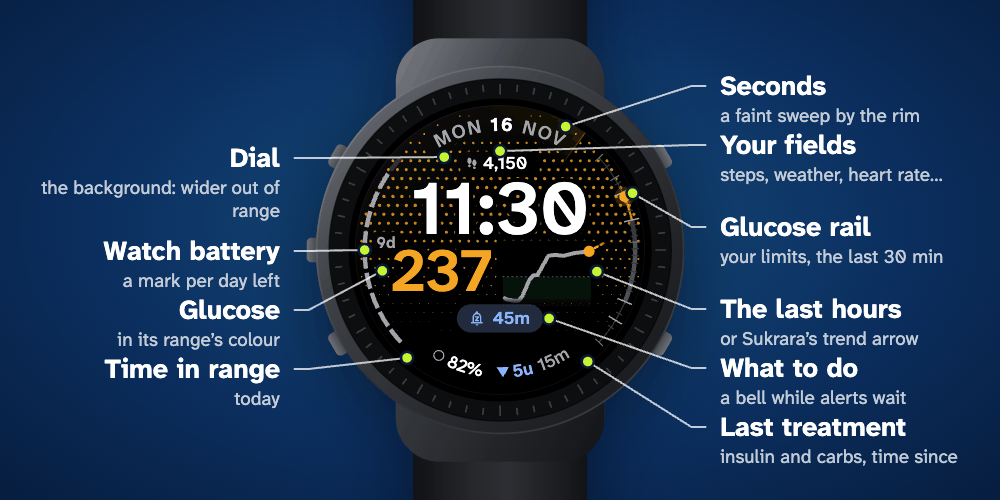 Seconds
a faint sweep by the rim
Your fields
steps, weather, heart rate...
Glucose rail
your limits, the last 30 min
The last hours
or Sukrara's trend arrow
What to do
a bell while alerts wait
Last treatment
insulin and carbs, time since
Dial
the background: wider out of
range
Watch battery
a mark per day left
Glucose
in its range's colour
Time in range
today
MON 16 NOV
4,150
11:30
9d
237
z
45m
82%
5u 15m